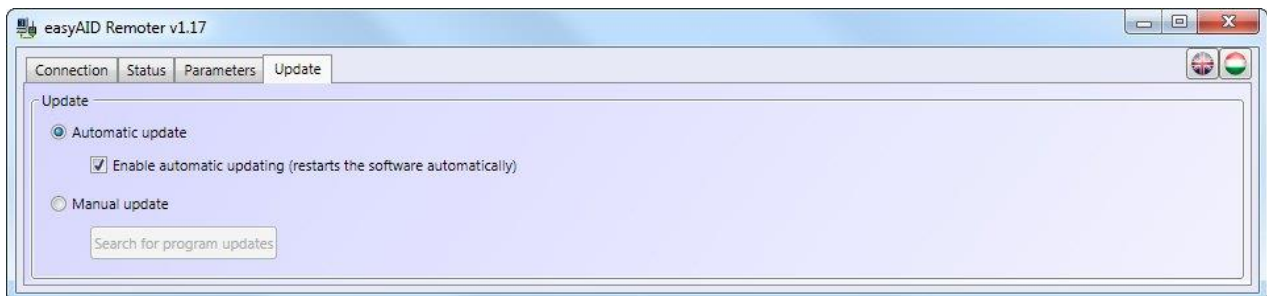 easyAID Remoter v1.17
Connection Status Parameters Update
Update
Automatic update
Enable automatic updating (restarts the software automatically)
Manual update
Search for program updates